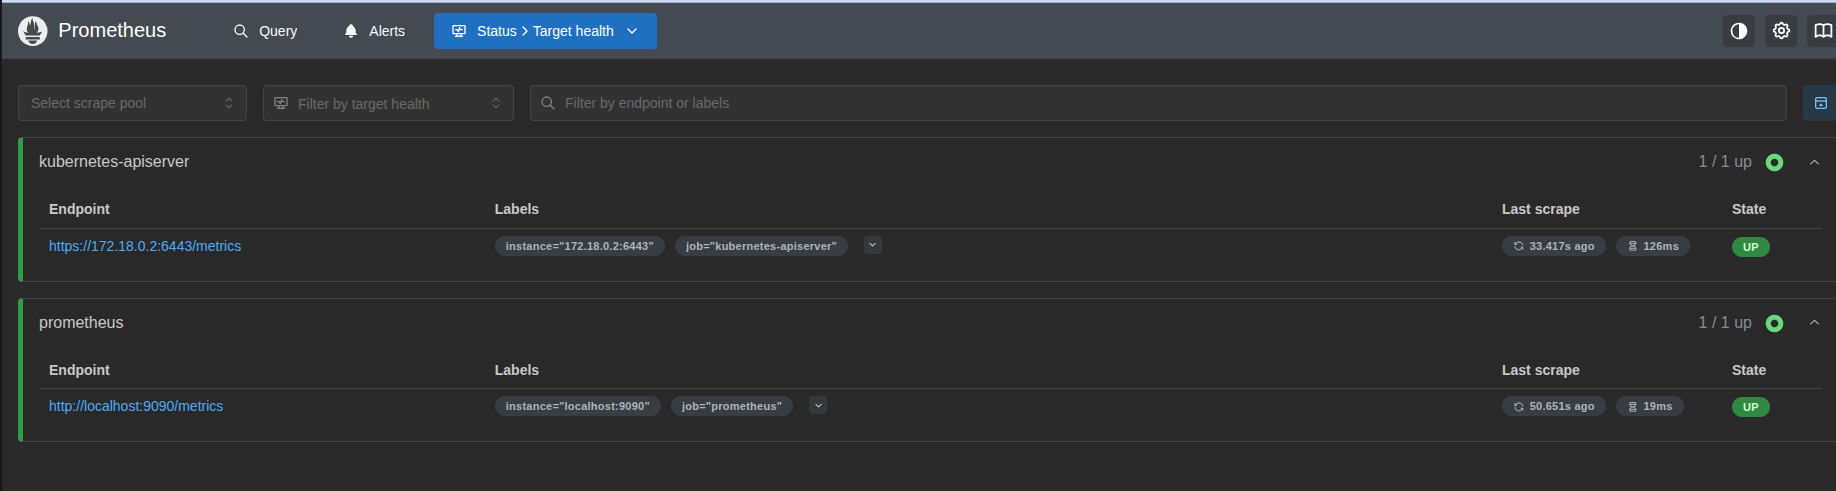 Prometheus Query Alerts Status > Target health
Select scrape pool Filter by target health Filter by endpoint or labels
kubernetes-apiserver 1 / 1 up
Endpoint Labels Last scrape State
https://172.18.0.2:6443/metrics instance="172.18.0.2:6443" job="kubernetes-apiserver" 33.417s ago 126ms UP
prometheus 1 / 1 up
Endpoint Labels Last scrape State
http://localhost:9090/metrics instance="localhost:9090" job="prometheus" 50.651s ago 19ms UP